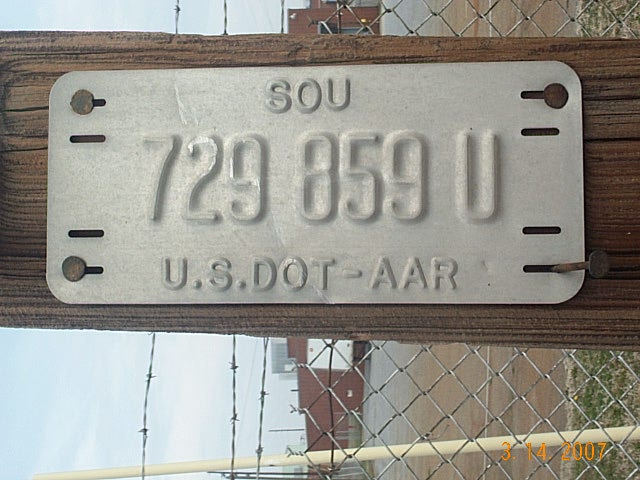 SOU
729 859 U
U.S.DOT-AAR
3.14.2007